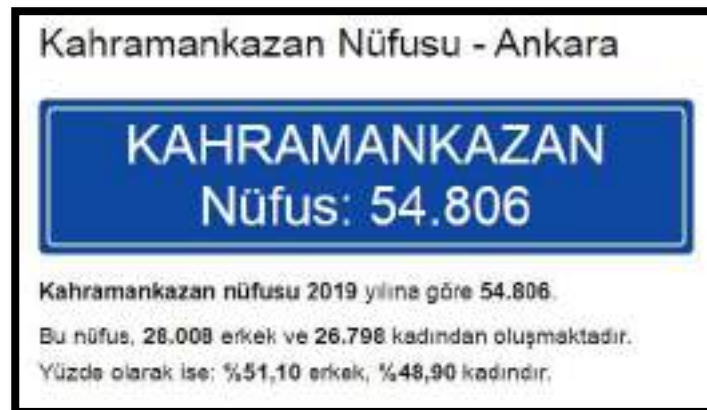 Kahramankazan Nüfusu - Ankara
KAHRAMANKAZAN
Nüfus: 54.806
Kahramankazan nüfusu 2019 yılına göre 54.806.
Bu nüfus, 28.008 erkek ve 26.798 kadından oluşmaktadır.
Yüzde olarak ise: %51,10 erkek, %48,90 kadındır.